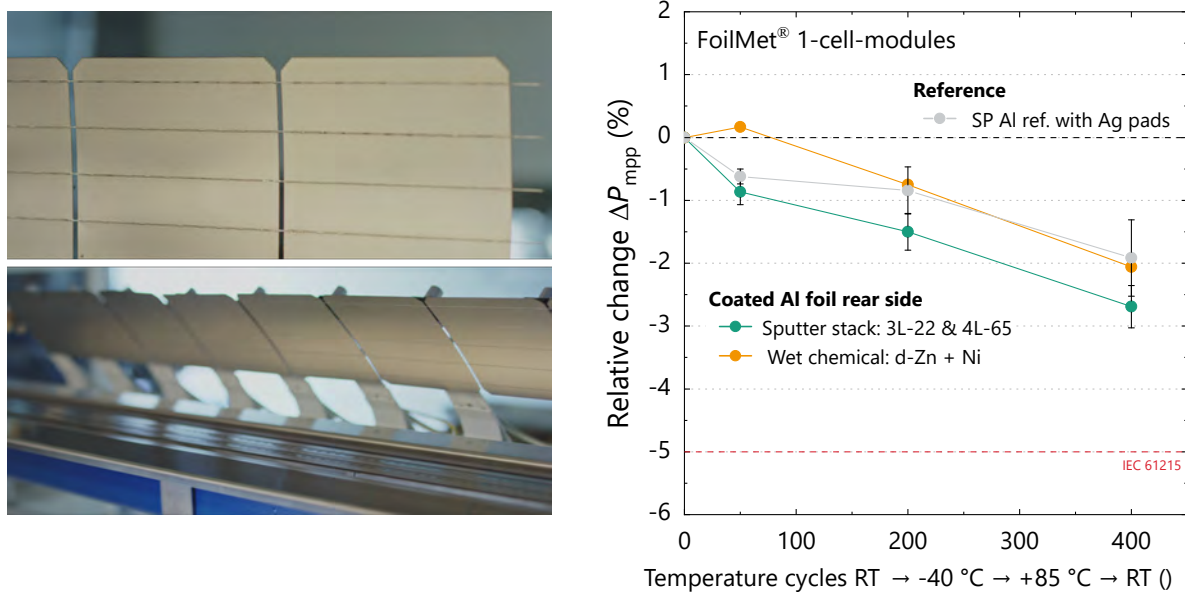 FoilMet® 1-cell-modules
Reference
SP Al ref. with Ag pads
Coated Al foil rear side
Sputter stack: 3L-22 & 4L-65
Wet chemical: d-Zn + Ni
IEC 61215
Relative change ΔPmpp (%)
2
1
0
-1
-2
-3
-4
-5
-6
0 100 200 300 400
Temperature cycles RT → -40 °C → +85 °C → RT ()